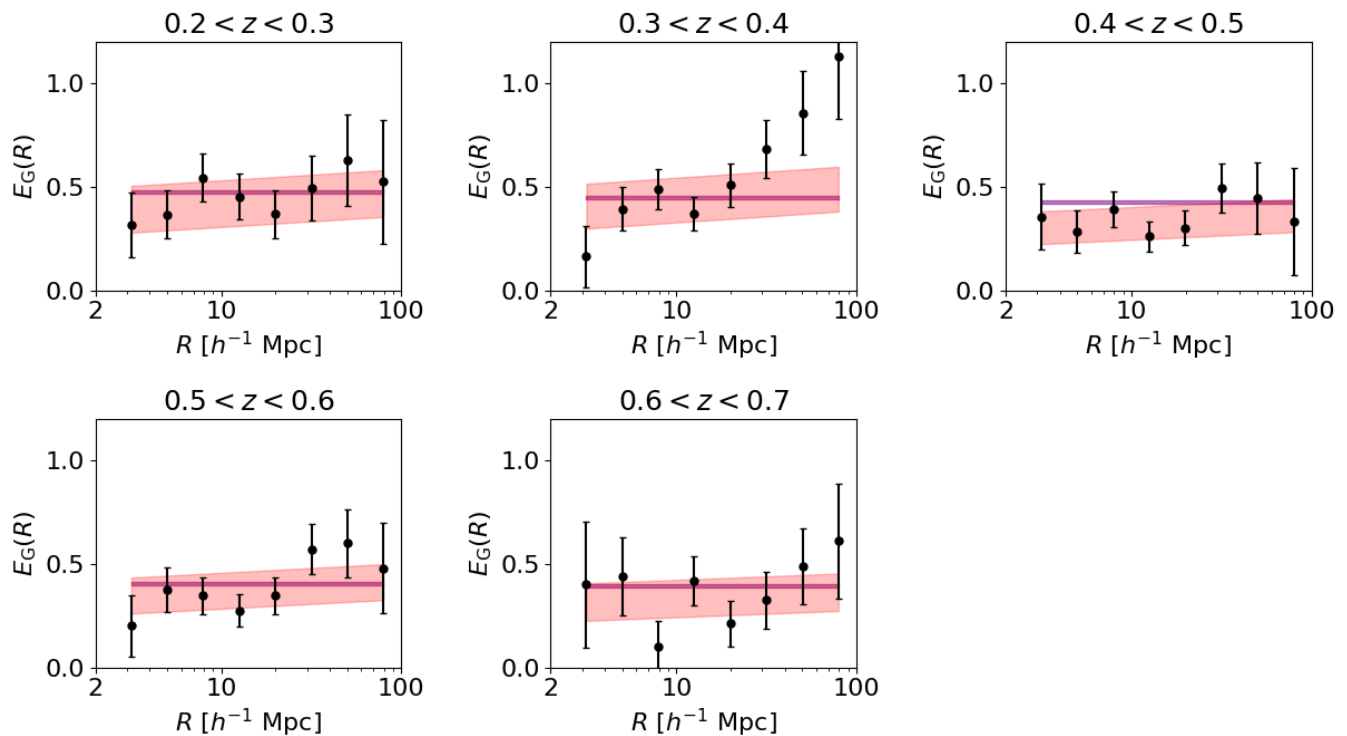 0.2 < z < 0.3
1.0
0.5
0.0
E_G(R)
2 10 100
R [h⁻¹ Mpc]
0.3 < z < 0.4
1.0
0.5
0.0
E_G(R)
2 10 100
R [h⁻¹ Mpc]
0.4 < z < 0.5
1.0
0.5
0.0
E_G(R)
2 10 100
R [h⁻¹ Mpc]
0.5 < z < 0.6
1.0
0.5
0.0
E_G(R)
2 10 100
R [h⁻¹ Mpc]
0.6 < z < 0.7
1.0
0.5
0.0
E_G(R)
2 10 100
R [h⁻¹ Mpc]